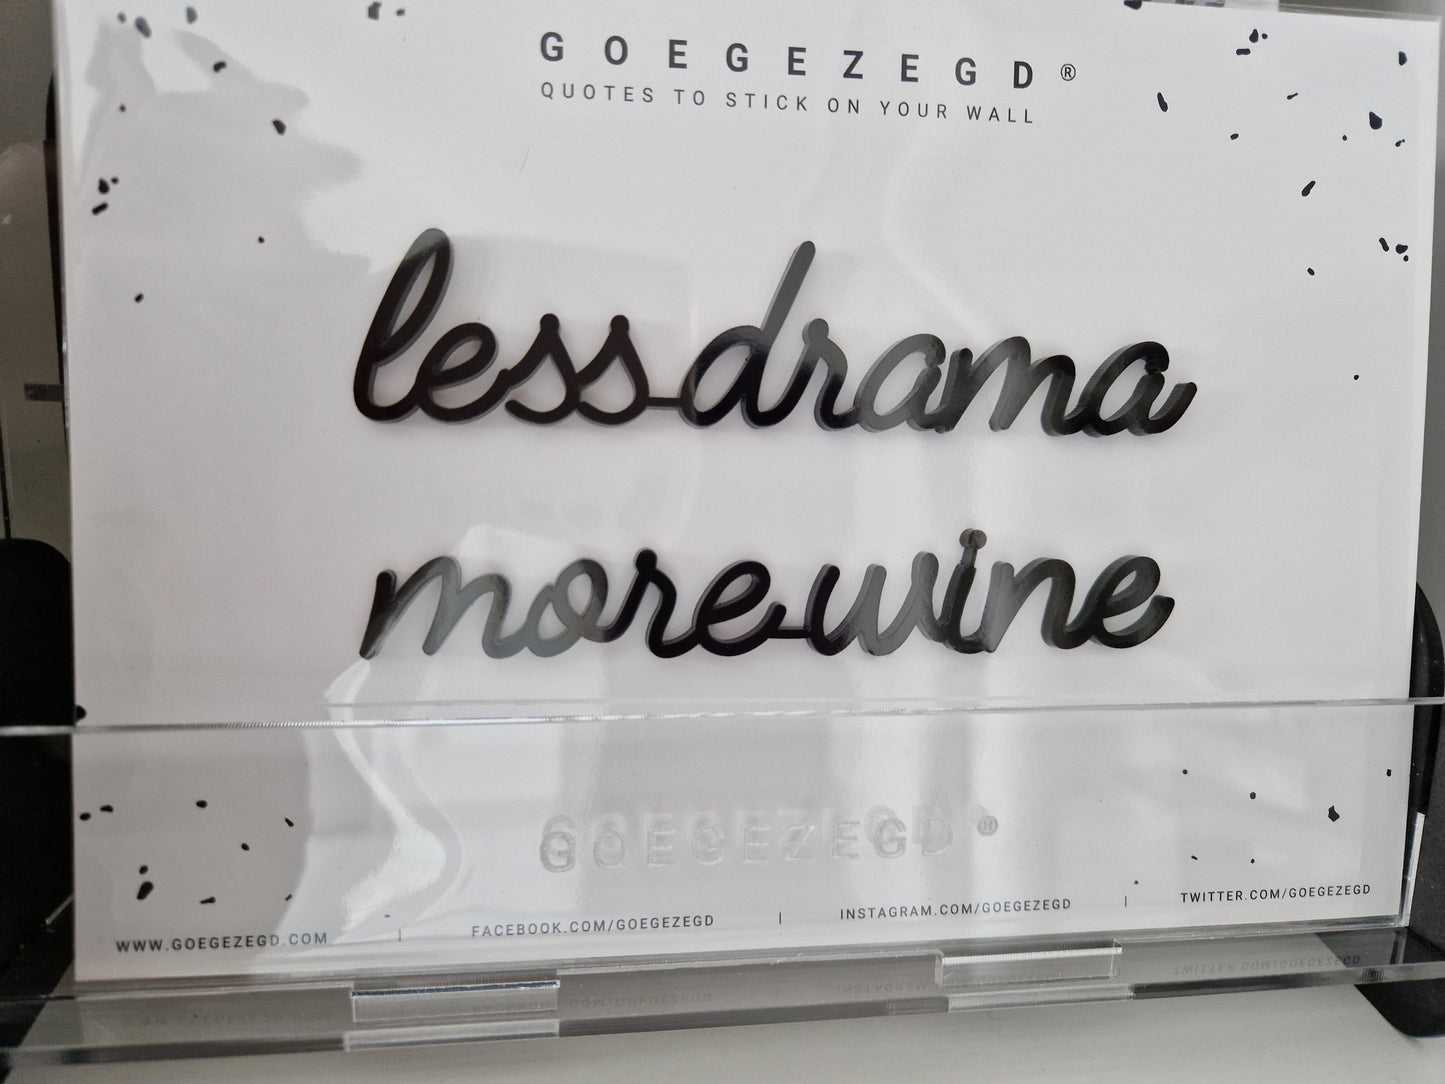 GOEGEZEGD®
QUOTES TO STICK ON YOUR WALL
less drama
more wine
GOEGEZEGD®
WWW.GOEGEZEGD.COM | FACEBOOK.COM/GOEGEZEGD | INSTAGRAM.COM/GOEGEZEGD | TWITTER.COM/GOEGEZEGD